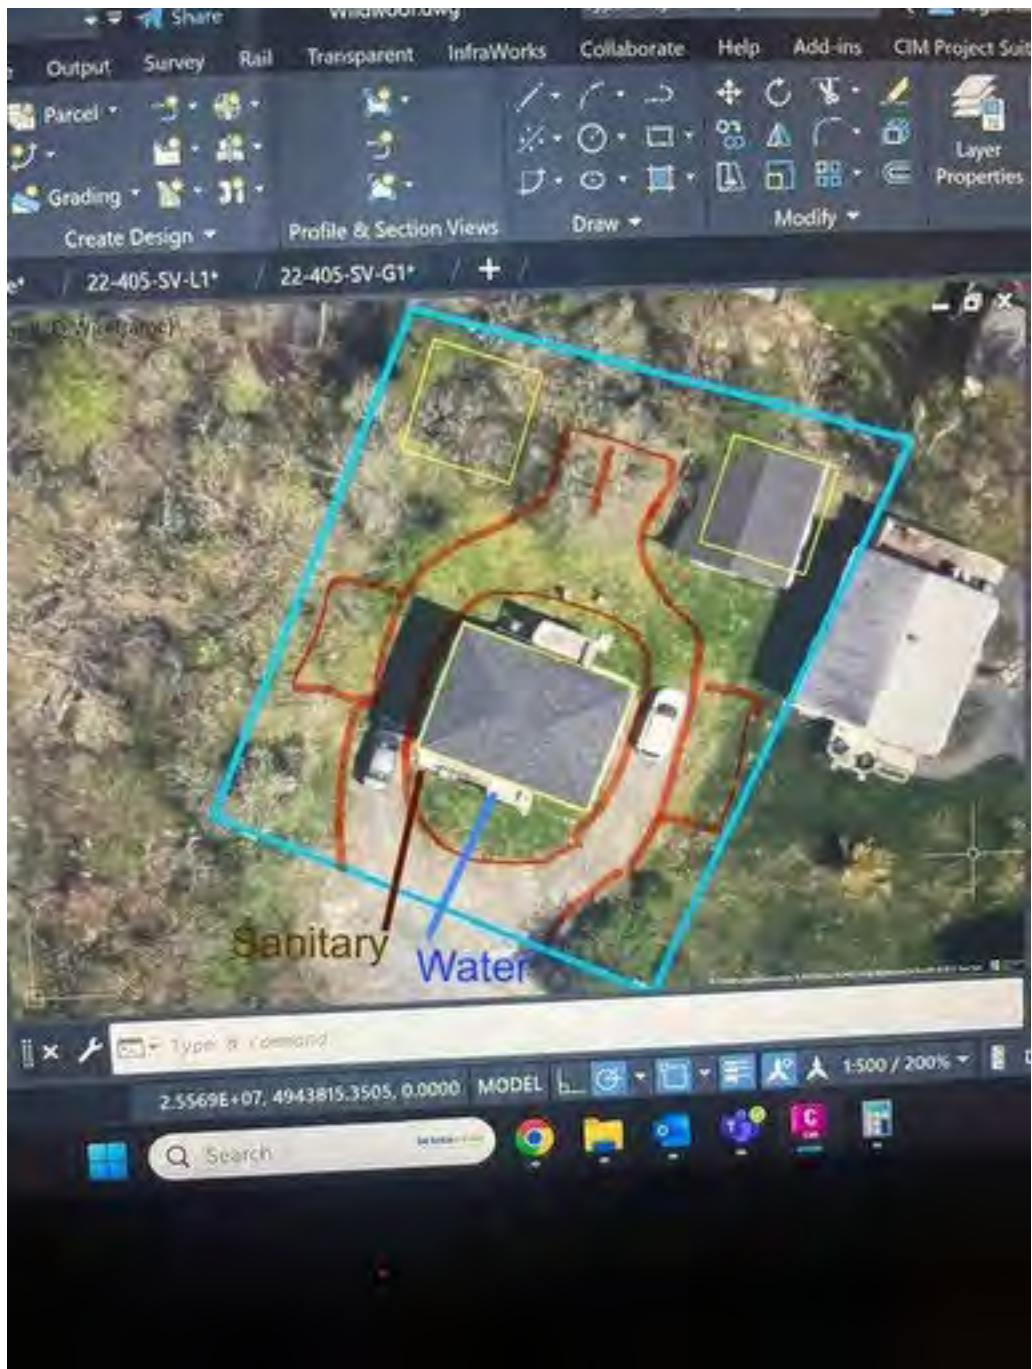 Share
Output Survey Rail Transparent InfraWorks Collaborate Help Add-ins CIM Project Suit
Parcel
Grading
Create Design
Profile & Section Views
Draw
Modify
Layer
Properties
22-405-SV-L1*
22-405-SV-G1*
Wireframe]
Sanitary
Water
Type a command
2.5569E+07, 4943815.3505, 0.0000 MODEL
1:500 / 200%
Search